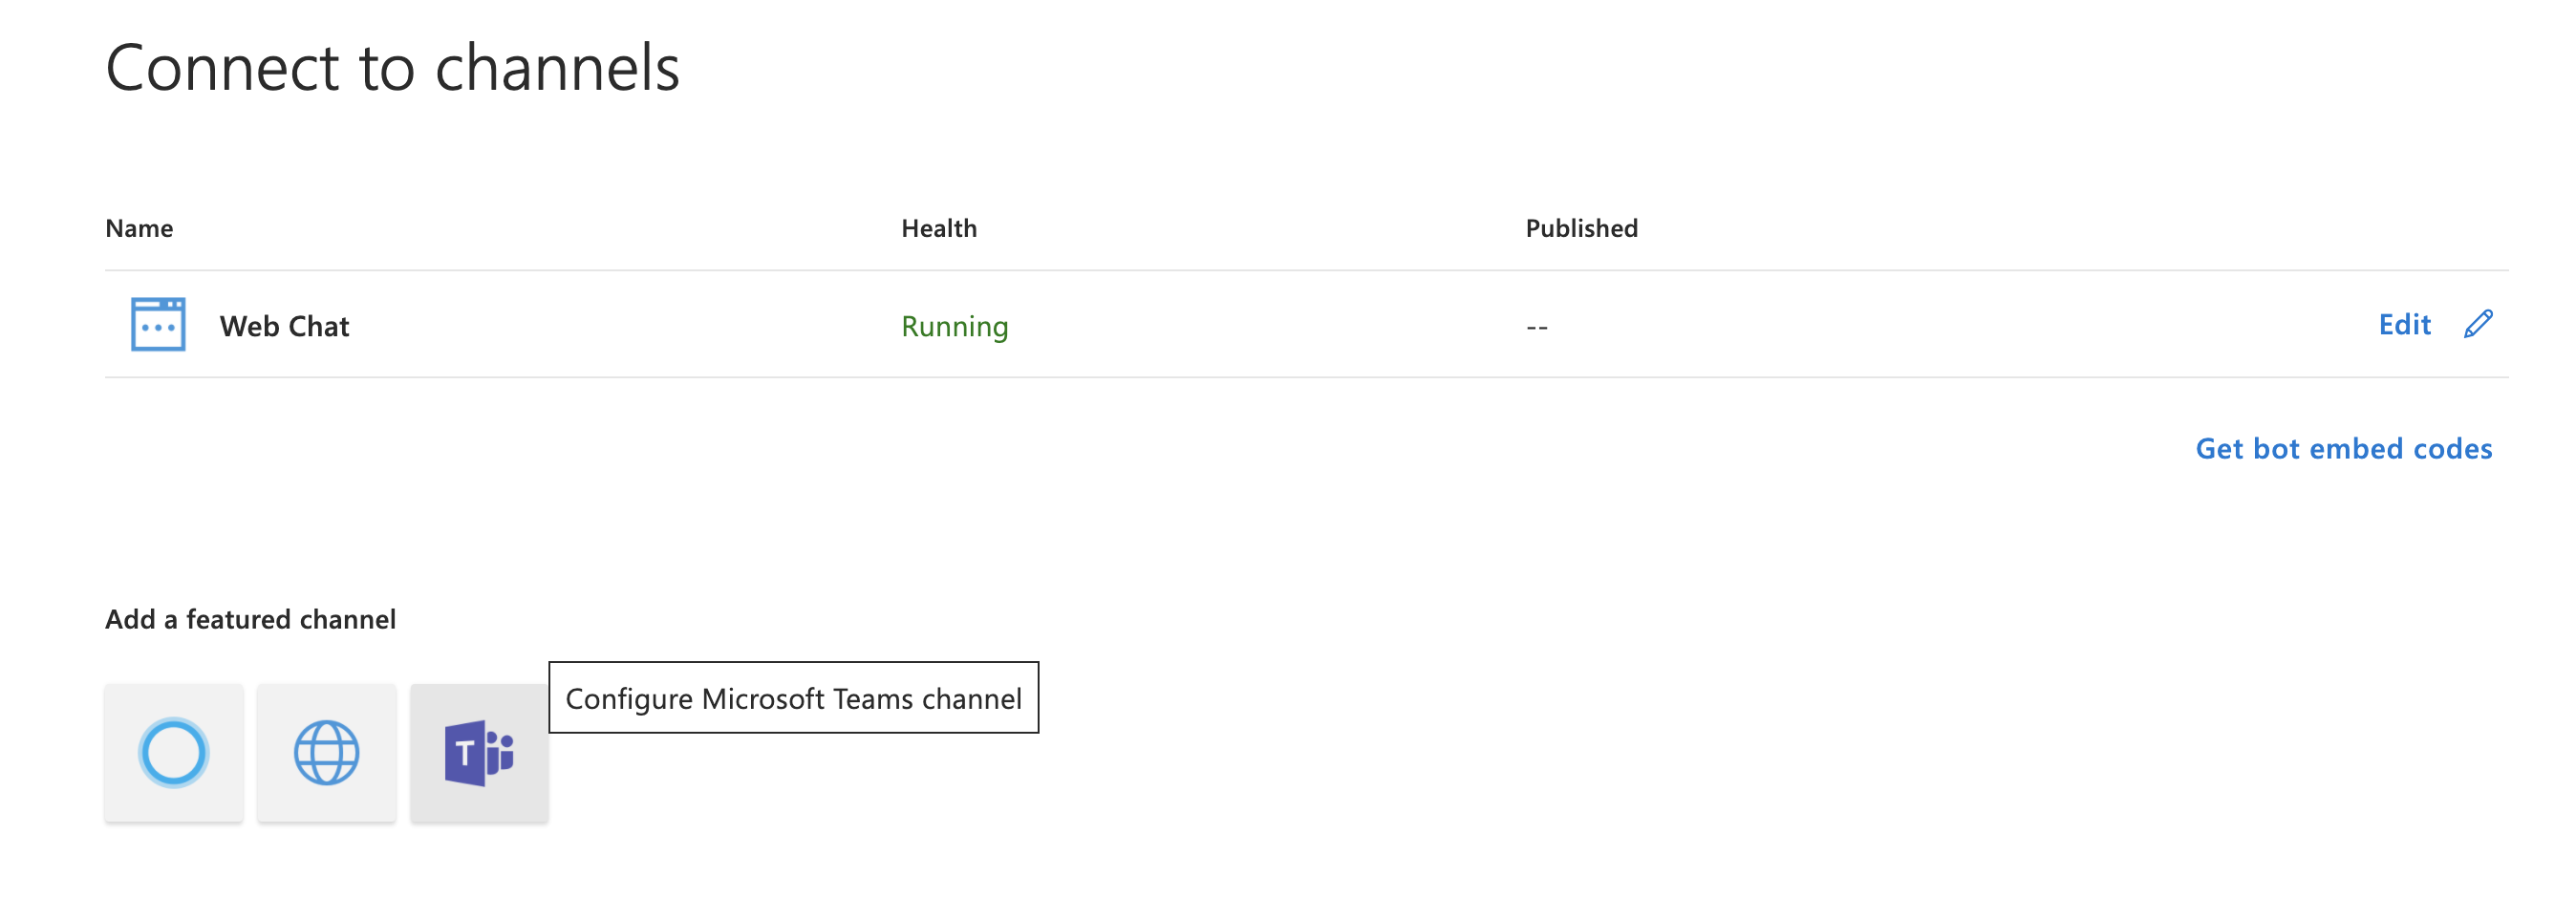 Connect to channels
Name Health Published
Web Chat Running -- Edit
Get bot embed codes
Add a featured channel
Configure Microsoft Teams channel
T